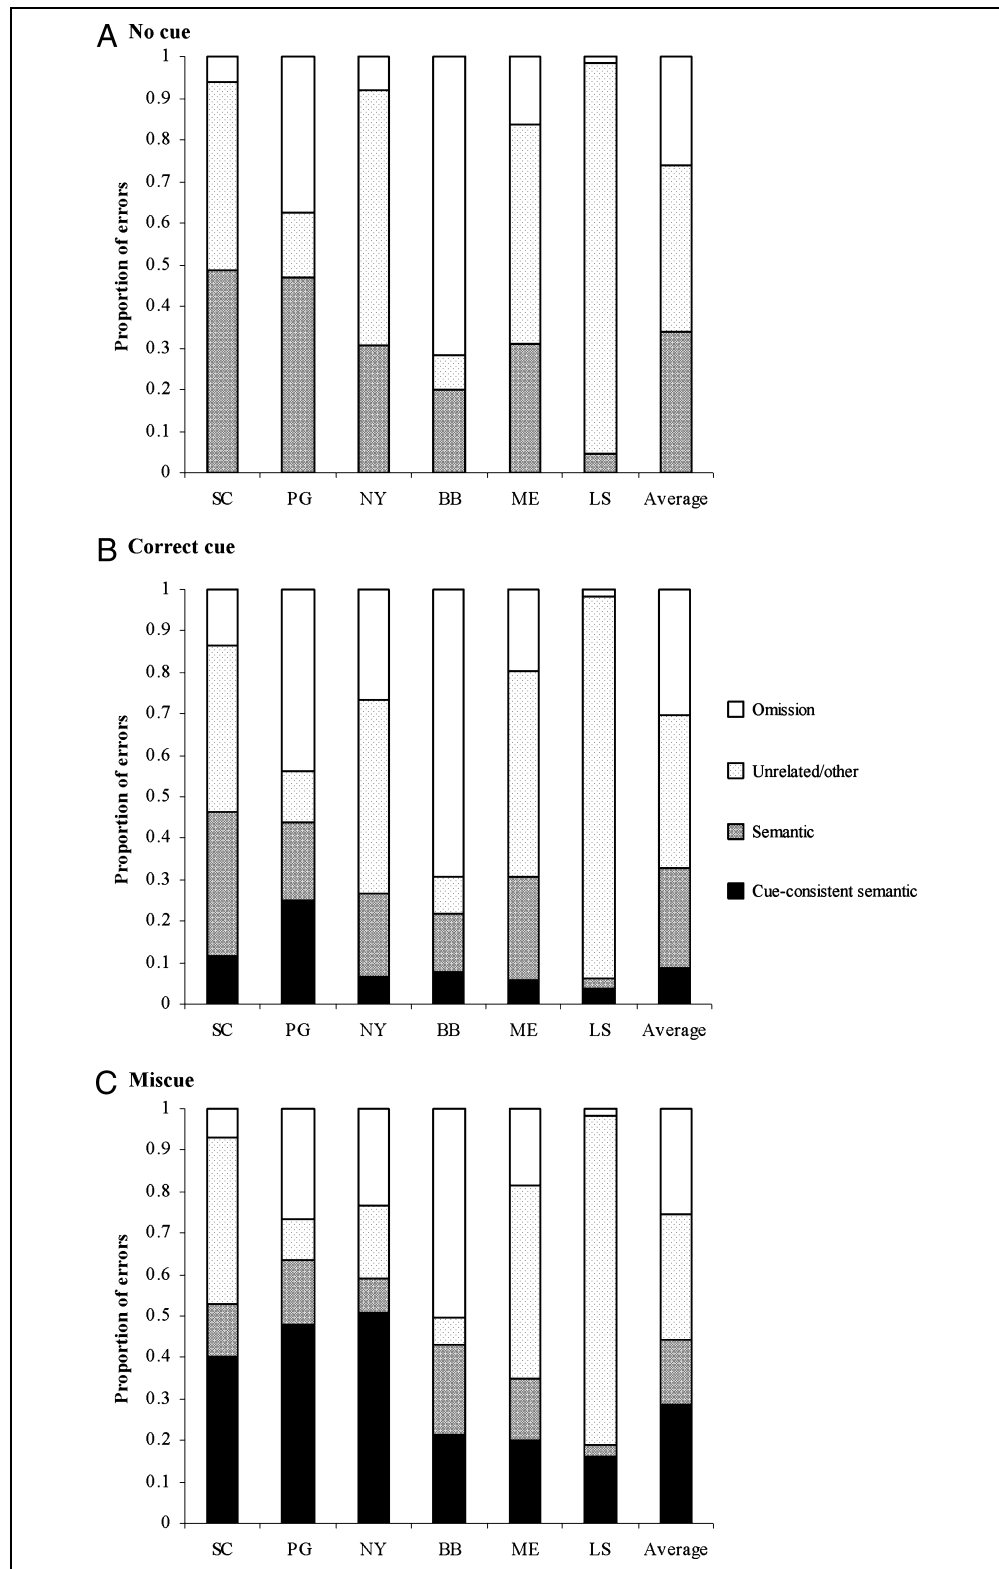 A No cue
1
0.9
0.8
0.7
0.6
0.5
0.4
0.3
0.2
0.1
0
Proportion of errors
SC PG NY BB ME LS Average
B Correct cue
1
0.9
0.8
0.7
0.6
0.5
0.4
0.3
0.2
0.1
0
Proportion of errors
SC PG NY BB ME LS Average
Omission
Unrelated/other
Semantic
Cue-consistent semantic
C Miscue
1
0.9
0.8
0.7
0.6
0.5
0.4
0.3
0.2
0.1
0
Proportion of errors
SC PG NY BB ME LS Average